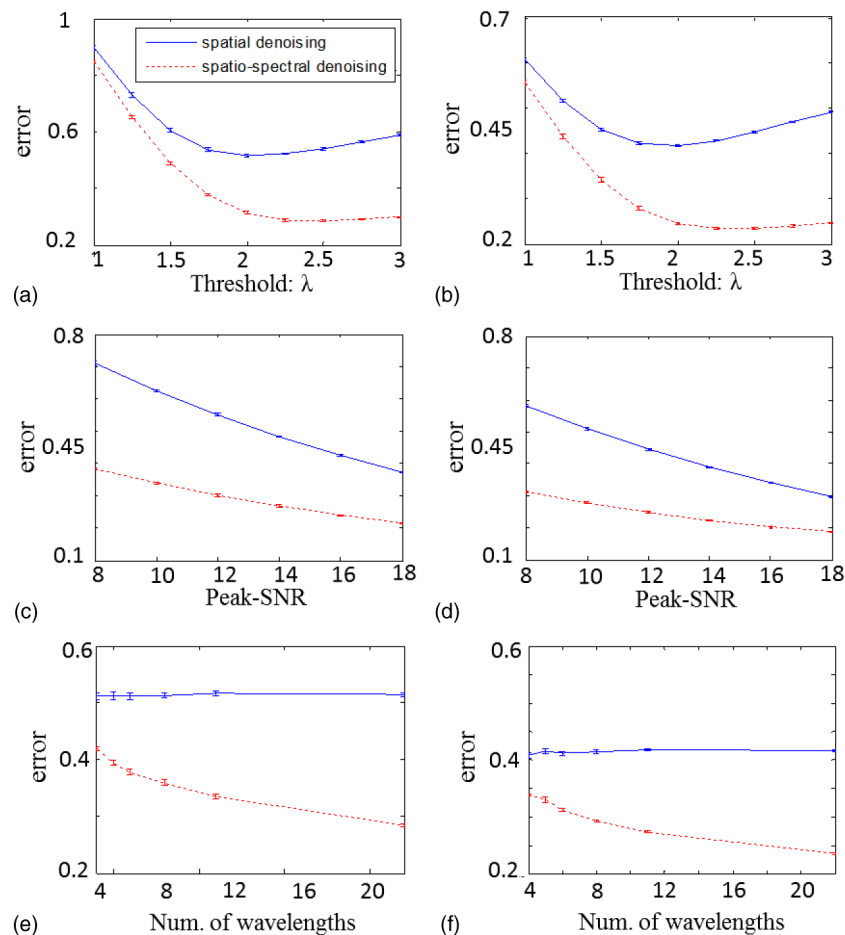 1
spatial denoising
spatio-spectral denoising
error
0.6
0.2
1 1.5 2 2.5 3
(a) Threshold: λ
0.7
error
0.45
0.2
1 1.5 2 2.5 3
(b) Threshold: λ
0.8
error
0.45
0.1
8 10 12 14 16 18
(c) Peak-SNR
0.8
error
0.45
0.1
8 10 12 14 16 18
(d) Peak-SNR
0.6
error
0.4
0.2
4 8 12 16 20
(e) Num. of wavelengths
0.6
error
0.4
0.2
4 8 12 16 20
(f) Num. of wavelengths